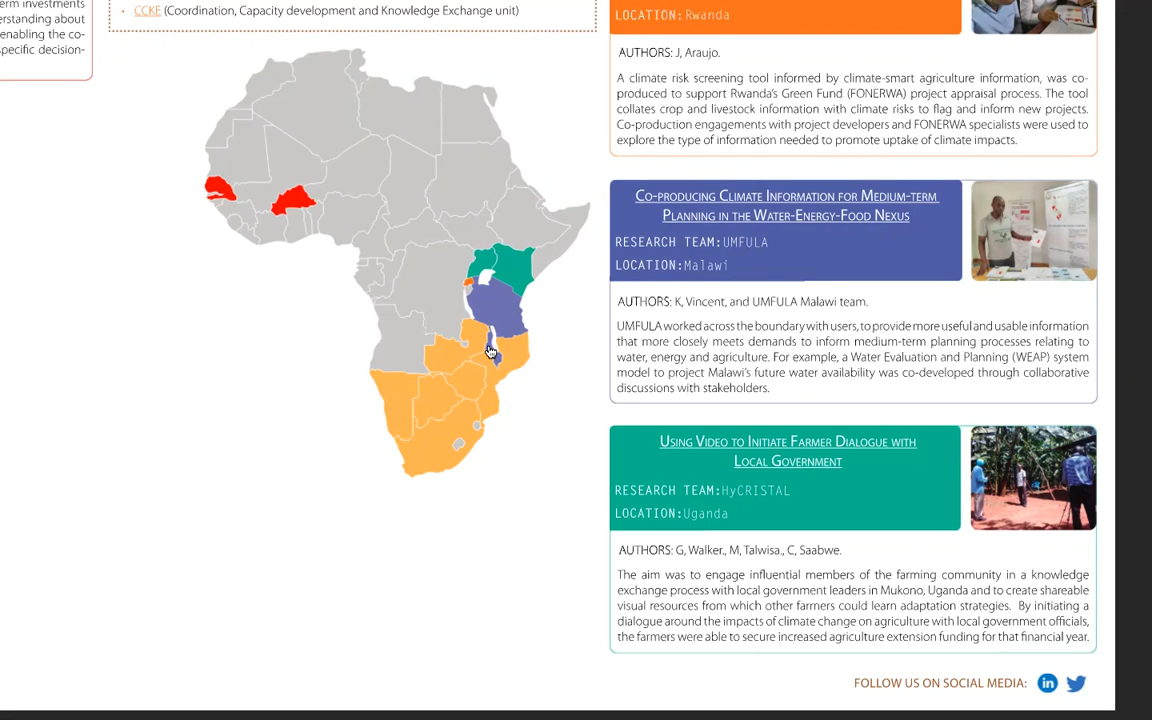 erm investments
erstanding about
enabling the co-
specific decision-
• CCKE (Coordination, Capacity development and Knowledge Exchange unit)
LOCATION:Rwanda
AUTHORS: J, Araujo.
A climate risk screening tool informed by climate-smart agriculture information, was co-
produced to support Rwanda's Green Fund (FONERWA) project appraisal process. The tool
collates crop and livestock information with climate risks to flag and inform new projects.
Co-production engagements with project developers and FONERWA specialists were used to
explore the type of information needed to promote uptake of climate impacts.
Co-producing Climate Information for Medium-term
Planning in the Water-Energy-Food Nexus
RESEARCH TEAM:UMFULA
LOCATION:Malawi
AUTHORS: K, Vincent, and UMFULA Malawi team.
UMFULA worked across the boundary with users, to provide more useful and usable information
that more closely meets demands to inform medium-term planning processes relating to
water, energy and agriculture. For example, a Water Evaluation and Planning (WEAP) system
model to project Malawi's future water availability was co-developed through collaborative
discussions with stakeholders.
Using Video to Initiate Farmer Dialogue with
Local Government
RESEARCH TEAM:HyCRISTAL
LOCATION:Uganda
AUTHORS: G, Walker., M, Talwisa., C, Saabwe.
The aim was to engage influential members of the farming community in a knowledge
exchange process with local government leaders in Mukono, Uganda and to create shareable
visual resources from which other farmers could learn adaptation strategies. By initiating a
dialogue around the impacts of climate change on agriculture with local government officials,
the farmers were able to secure increased agriculture extension funding for that financial year.
FOLLOW US ON SOCIAL MEDIA: in